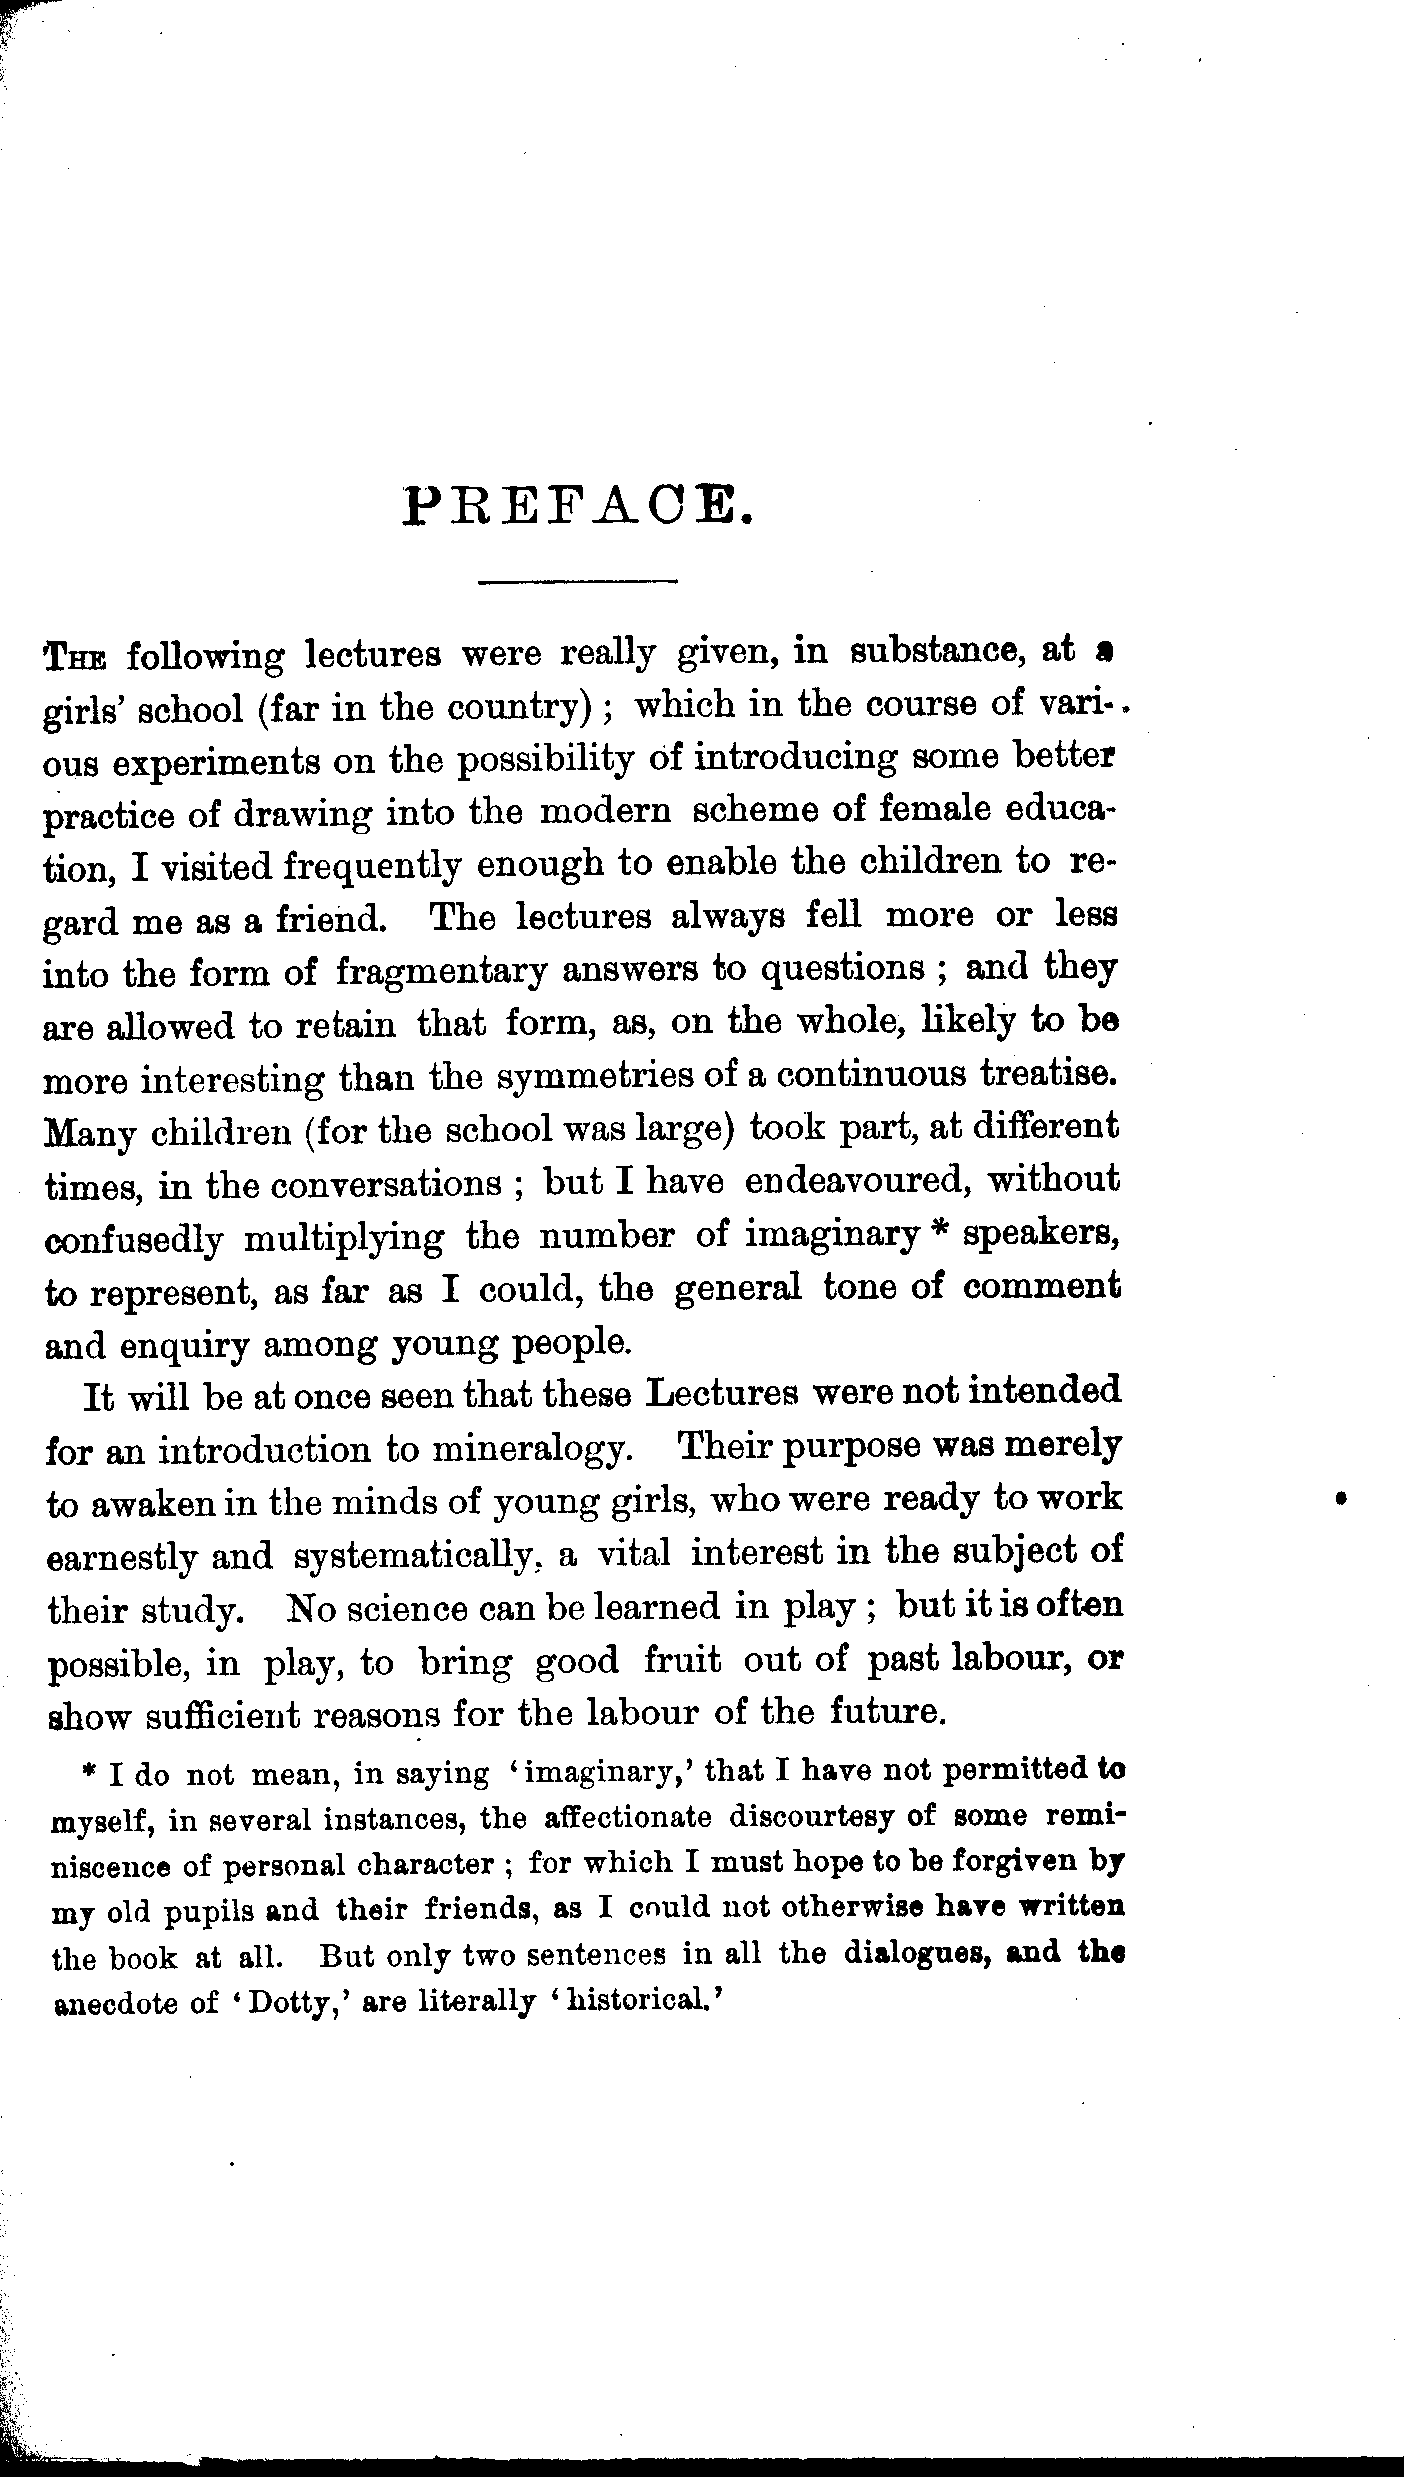 PREFACE.
THE following lectures were really given, in substance, at a
girls' school (far in the country) ; which in the course of vari-
ous experiments on the possibility of introducing some better
practice of drawing into the modern scheme of female educa-
tion, I visited frequently enough to enable the children to re-
gard me as a friend. The lectures always fell more or less
into the form of fragmentary answers to questions ; and they
are allowed to retain that form, as, on the whole, likely to be
more interesting than the symmetries of a continuous treatise.
Many children (for the school was large) took part, at different
times, in the conversations ; but I have endeavoured, without
confusedly multiplying the number of imaginary * speakers,
to represent, as far as I could, the general tone of comment
and enquiry among young people.
It will be at once seen that these Lectures were not intended
for an introduction to mineralogy. Their purpose was merely
to awaken in the minds of young girls, who were ready to work
earnestly and systematically, a vital interest in the subject of
their study. No science can be learned in play ; but it is often
possible, in play, to bring good fruit out of past labour, or
show sufficient reasons for the labour of the future.
* I do not mean, in saying ‘imaginary,’ that I have not permitted to
myself, in several instances, the affectionate discourtesy of some remi-
niscence of personal character ; for which I must hope to be forgiven by
my old pupils and their friends, as I could not otherwise have written
the book at all. But only two sentences in all the dialogues, and the
anecdote of ‘Dotty,’ are literally ‘historical.’